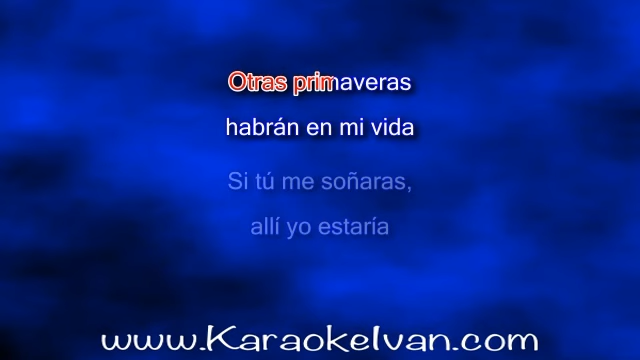 Otras primaveras
habrán en mi vida
Si tú me soñaras,
allí yo estaría
www.KaraokeIvan.com